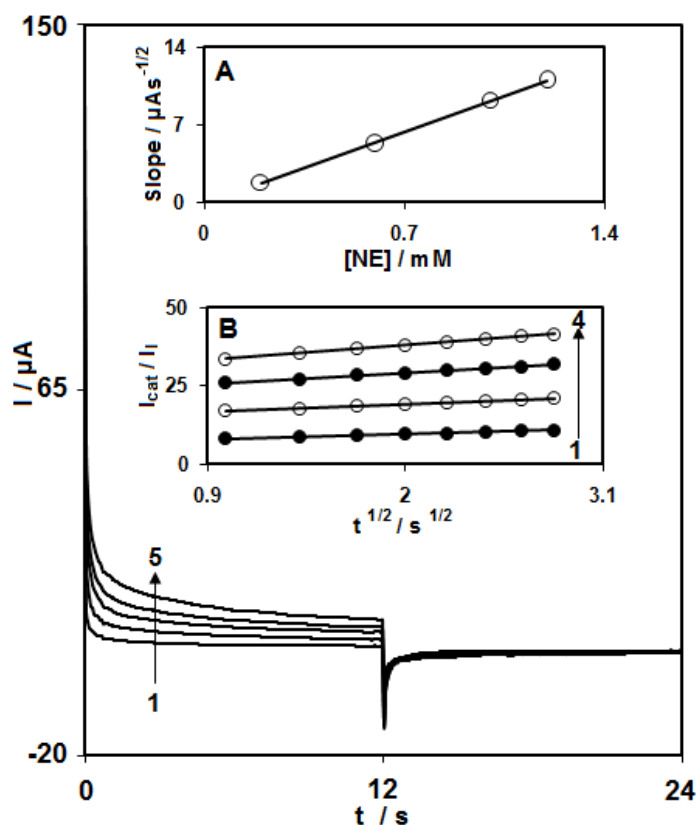 150
14
A
Slope / µAs-1/2
7
0
0
0.7
1.4
[NE] / mM
50
B
4
I / µA
65
Icat / Il
25
1
0
0.9
2
3.1
t 1/2 / s 1/2
5
1
-20
0
12
24
t / s